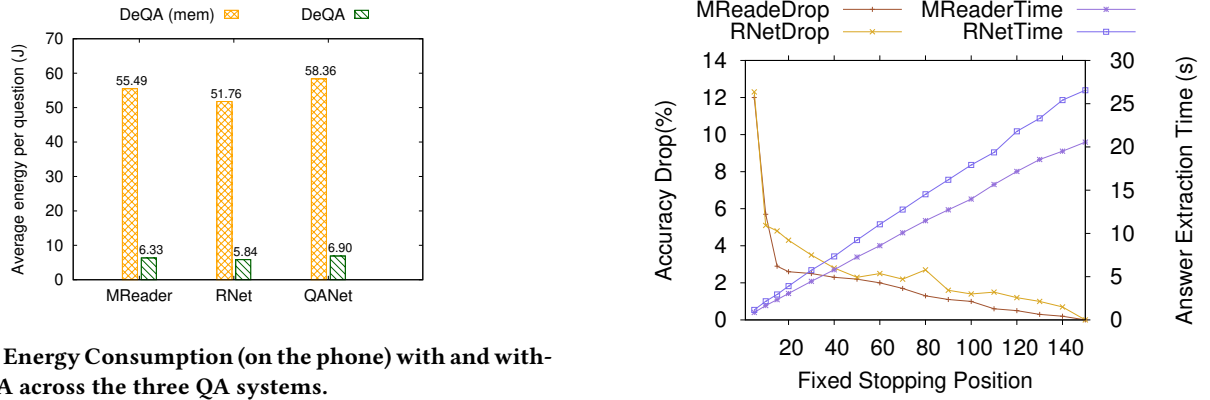 DeQA (mem) DeQA
Average energy per question (J)
70
60
50
40
30
20
10
0
55.49
6.33
51.76
5.84
58.36
6.90
MReader RNet QANet
Energy Consumption (on the phone) with and with-
A across the three QA systems.
MReadeDrop MReaderTime
RNetDrop RNetTime
Accuracy Drop(%)
14
12
10
8
6
4
2
0
30
25
20
15
10
5
0
Answer Extraction Time (s)
20 40 60 80 100 120 140
Fixed Stopping Position